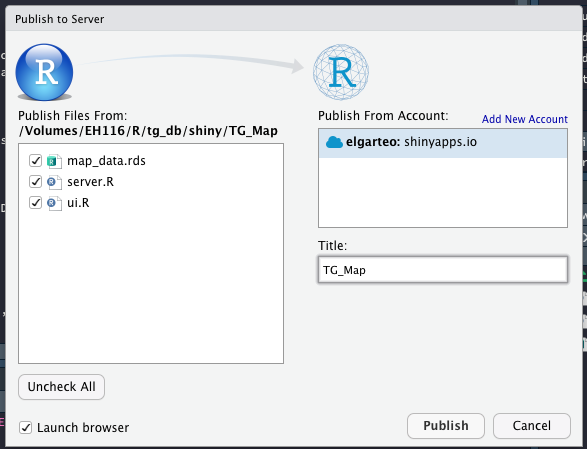 Publish to Server
R
R
Publish Files From:
/Volumes/EH116/R/tg_db/shiny/TG_Map
map_data.rds
server.R
ui.R
Uncheck All
Launch browser
Publish From Account:
Add New Account
elgarteo: shinyapps.io
Title:
TG_Map
Publish
Cancel